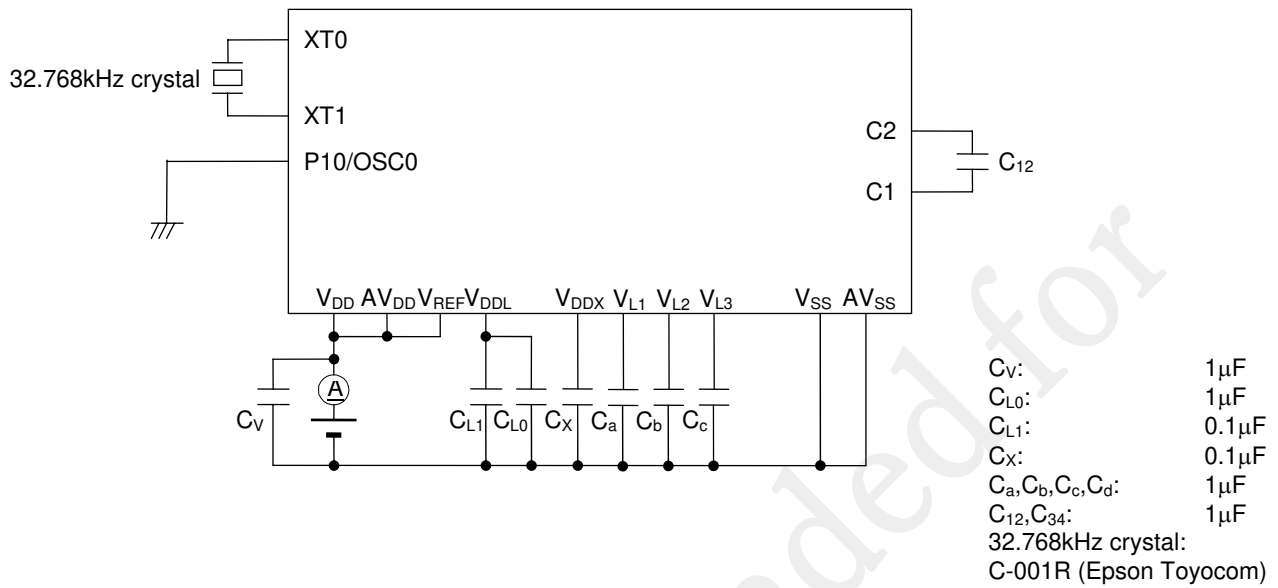 XT0
32.768kHz crystal
XT1
P10/OSC0
C2
C12
C1
VDD AVDD VREF VDDL VDDX VL1 VL2 VL3 VSS AVSS
A
CV CL1 CL0 CX Ca Cb Cc
CV: 1μF
CL0: 1μF
CL1: 0.1μF
CX: 0.1μF
Ca,Cb,Cc,Cd: 1μF
C12,C34: 1μF
32.768kHz crystal:
C-001R (Epson Toyocom)
ded for